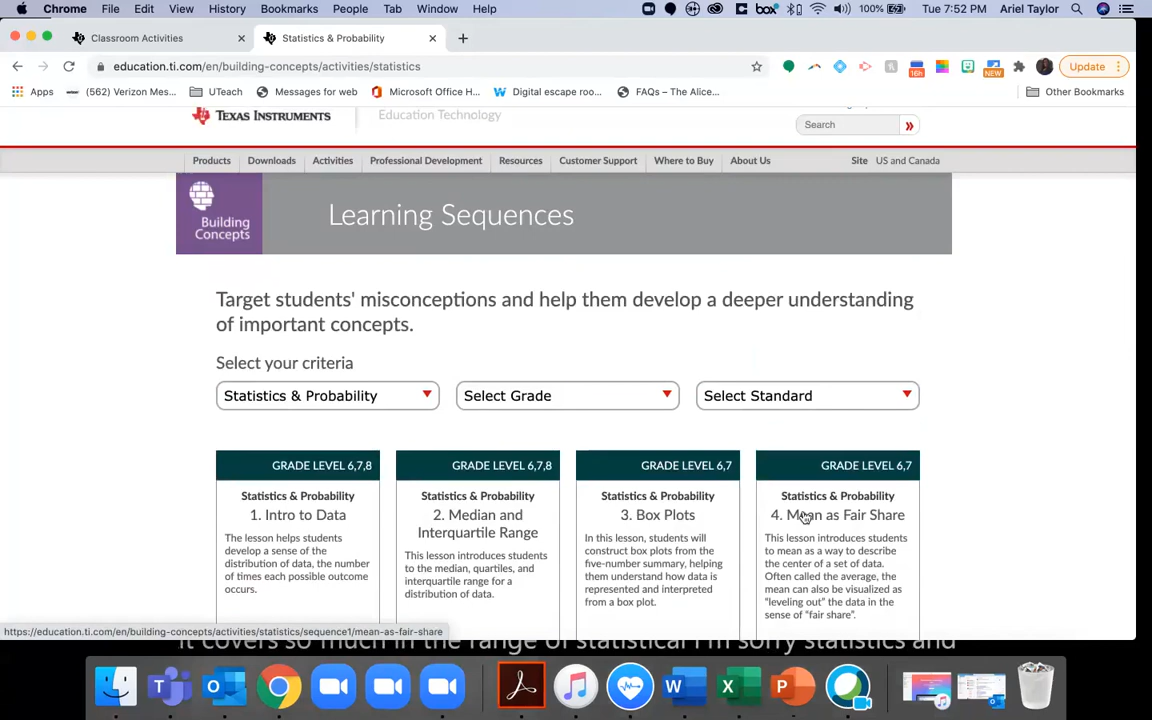 Chrome File Edit View History Bookmarks People Tab Window Help 100% Tue 7:52 PM Ariel Taylor
Classroom Activities Statistics & Probability
education.ti.com/en/building-concepts/activities/statistics 16h NEW Update
Apps (562) Verizon Mes... UTeach Messages for web Microsoft Office H... Digital escape roo... FAQs – The Alice... Other Bookmarks
TEXAS INSTRUMENTS Education Technology
Search
Products Downloads Activities Professional Development Resources Customer Support Where to Buy About Us Site US and Canada
Building
Concepts
Learning Sequences
Target students' misconceptions and help them develop a deeper understanding
of important concepts.
Select your criteria
Statistics & Probability Select Grade Select Standard
GRADE LEVEL 6,7,8
Statistics & Probability
1. Intro to Data
The lesson helps students
develop a sense of the
distribution of data, the number
of times each possible outcome
occurs.
GRADE LEVEL 6,7,8
Statistics & Probability
2. Median and
Interquartile Range
This lesson introduces students
to the median, quartiles, and
interquartile range for a
distribution of data.
GRADE LEVEL 6,7
Statistics & Probability
3. Box Plots
In this lesson, students will
construct box plots from the
five-number summary, helping
them understand how data is
represented and interpreted
from a box plot.
GRADE LEVEL 6,7
Statistics & Probability
4. Mean as Fair Share
This lesson introduces students
to mean as a way to describe
the center of a set of data.
Often called the average, the
mean can also be visualized as
"leveling out" the data in the
sense of "fair share".
https://education.ti.com/en/building-concepts/activities/statistics/sequence1/mean-as-fair-share
it covers so much in the range of statistical I'm sorry statistics and